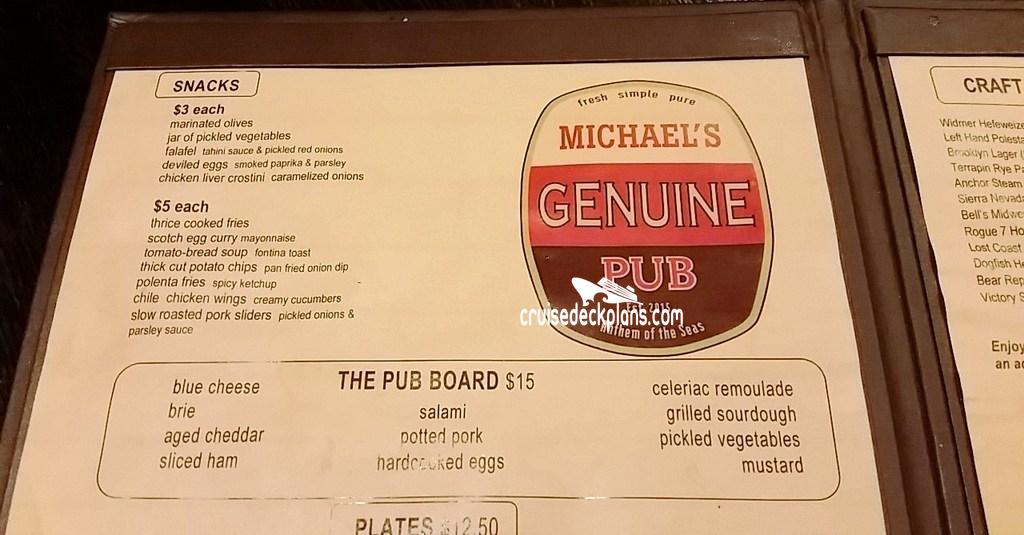 SNACKS
$3 each
marinated olives
jar of pickled vegetables
falafel tahini sauce & pickled red onions
deviled eggs smoked paprika & parsley
chicken liver crostini caramelized onions
$5 each
thrice cooked fries
scotch egg curry mayonnaise
tomato-bread soup fontina toast
thick cut potato chips pan fried onion dip
polenta fries spicy ketchup
chile chicken wings creamy cucumbers
slow roasted pork sliders pickled onions &
parsley sauce
fresh simple pure
MICHAEL'S
GENUINE
PUB
EST. 2015
cruisedeckplans.com
Anthem of the Seas
THE PUB BOARD $15
blue cheese
brie
aged cheddar
sliced ham
salami
potted pork
hardcooked eggs
celeriac remoulade
grilled sourdough
pickled vegetables
mustard
PLATES $12.50
CRAFT
Widmer Hefeweize
Left Hand Polesta
Brooklyn Lager (
Terrapin Rye Pa
Anchor Steam
Sierra Nevada
Bell's Midwe
Rogue 7 Ho
Lost Coast
Dogfish He
Bear Rep
Victory S
Enjoy
an ad